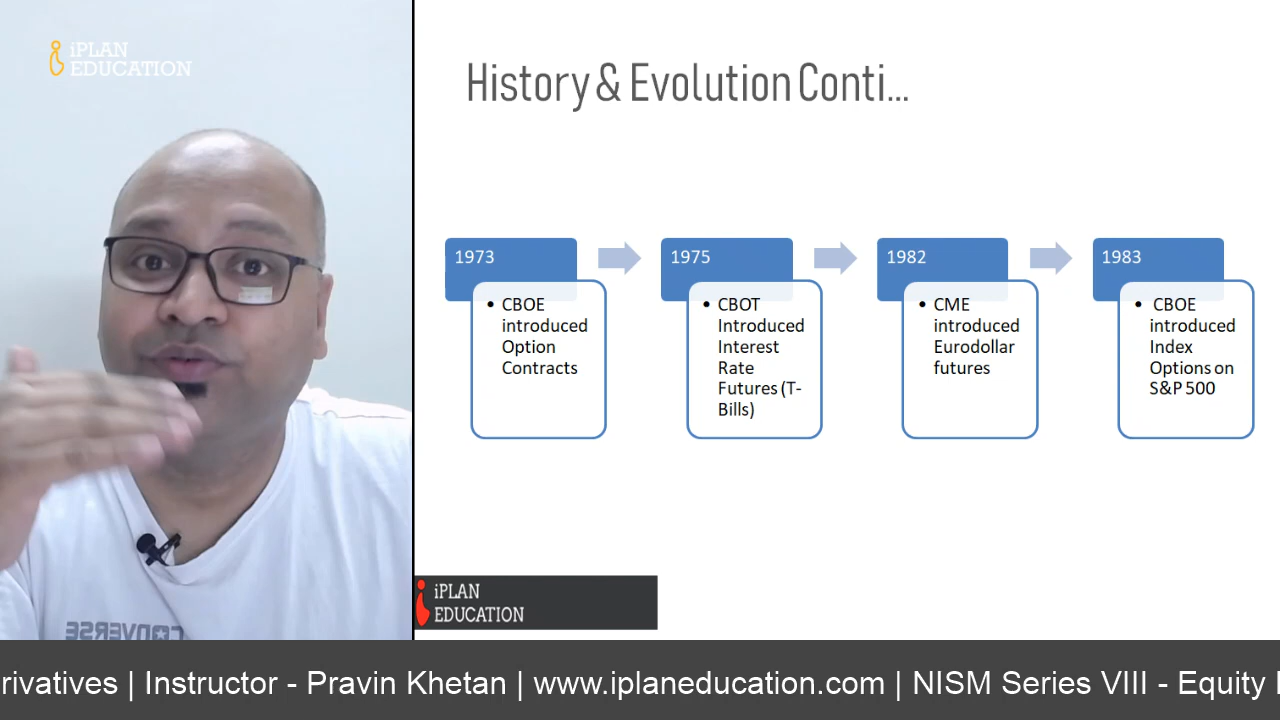 iPLAN
EDUCATION
History & Evolution Conti...
1973
• CBOE
introduced
Option
Contracts
1975
• CBOT
Introduced
Interest
Rate
Futures (T-
Bills)
1982
• CME
introduced
Eurodollar
futures
1983
• CBOE
introduced
Index
Options on
S&P 500
iPLAN
EDUCATION
CONVERSE
rivatives | Instructor - Pravin Khetan | www.iplaneducation.com | NISM Series VIII - Equity